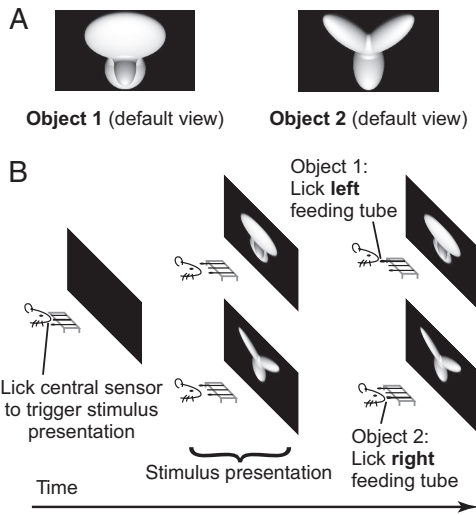 A
Object 1 (default view)
Object 2 (default view)
B
Object 1:
Lick left
feeding tube
Lick central sensor
to trigger stimulus
presentation
Stimulus presentation
Object 2:
Lick right
feeding tube
Time